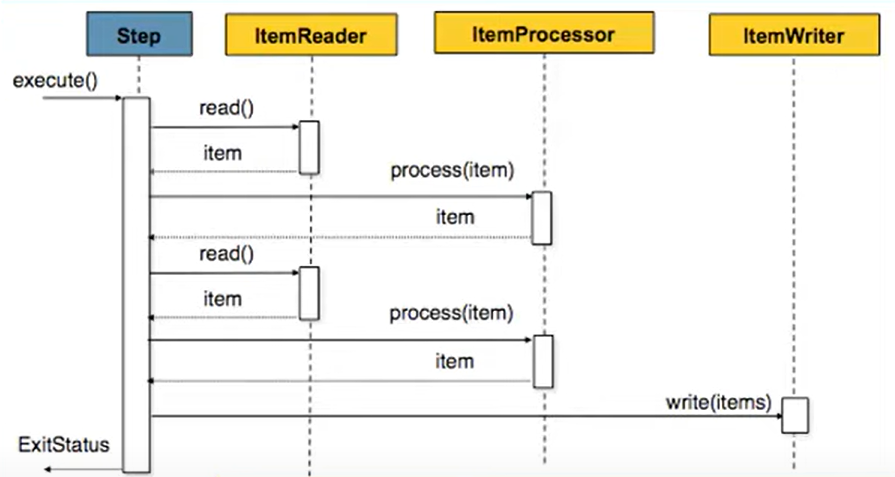 Step
ItemReader
ItemProcessor
ItemWriter
execute()
read()
item
process(item)
item
read()
item
process(item)
item
write(items)
ExitStatus